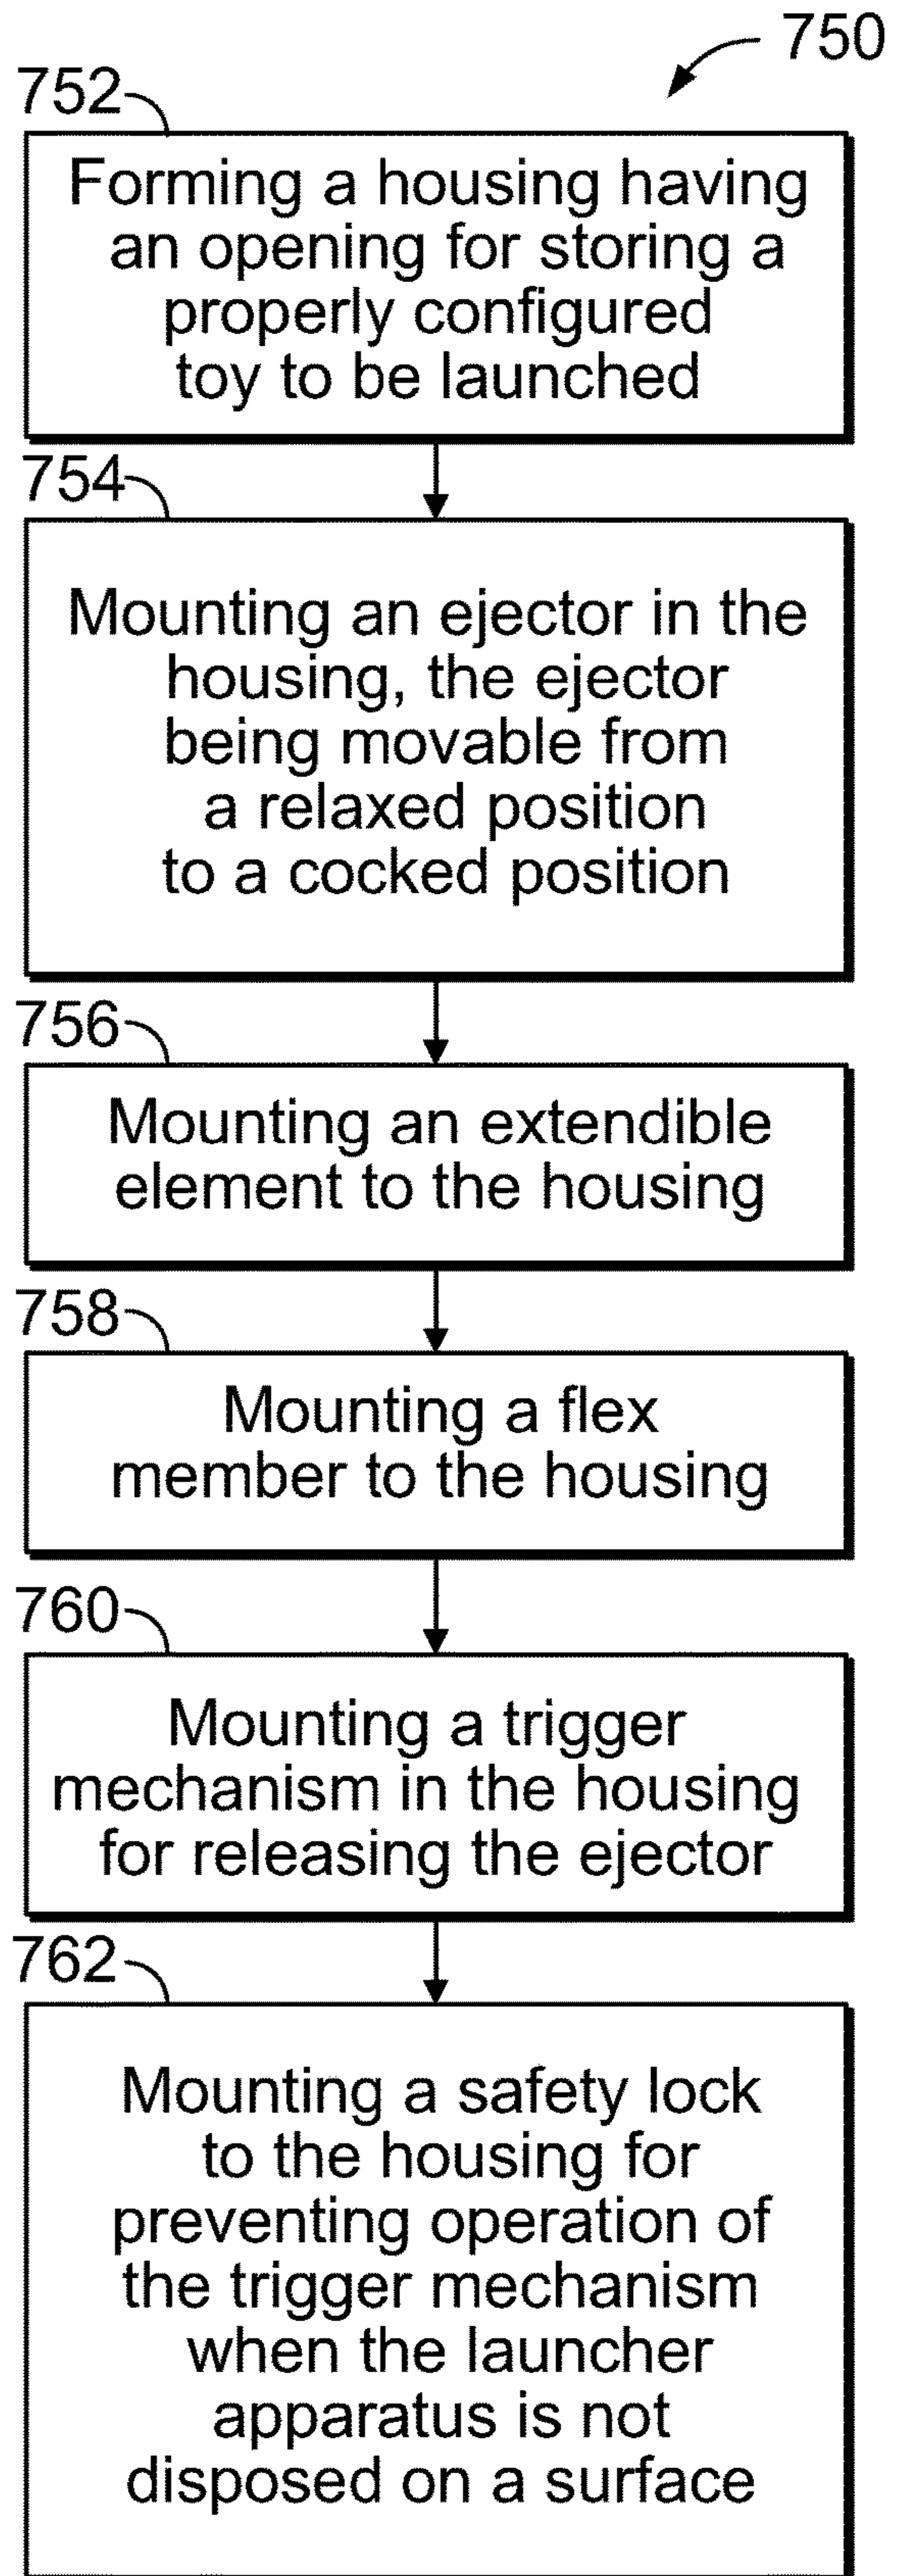 750
752
Forming a housing having
an opening for storing a
properly configured
toy to be launched
754
Mounting an ejector in the
housing, the ejector
being movable from
a relaxed position
to a cocked position
756
Mounting an extendible
element to the housing
758
Mounting a flex
member to the housing
760
Mounting a trigger
mechanism in the housing
for releasing the ejector
762
Mounting a safety lock
to the housing for
preventing operation of
the trigger mechanism
when the launcher
apparatus is not
disposed on a surface